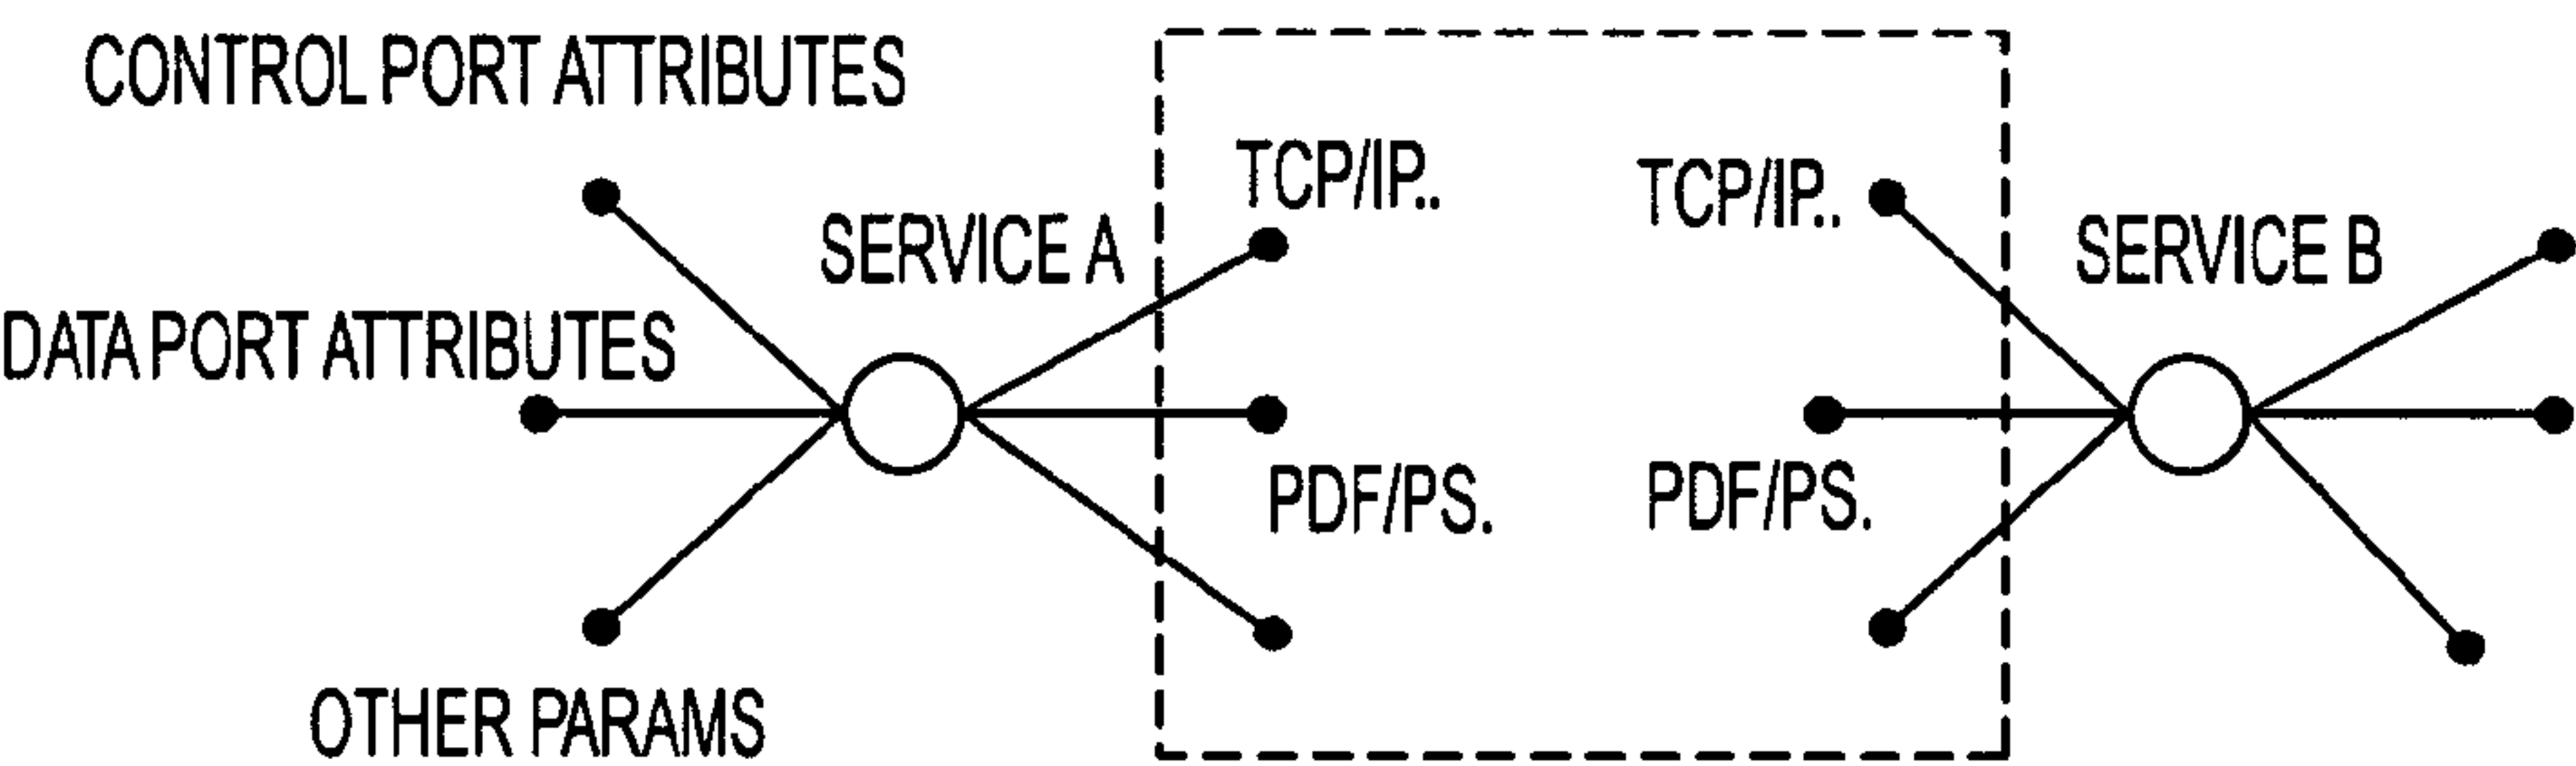 CONTROL PORT ATTRIBUTES
TCP/IP..
TCP/IP..
SERVICE A
SERVICE B
DATA PORT ATTRIBUTES
PDF/PS.
PDF/PS.
OTHER PARAMS